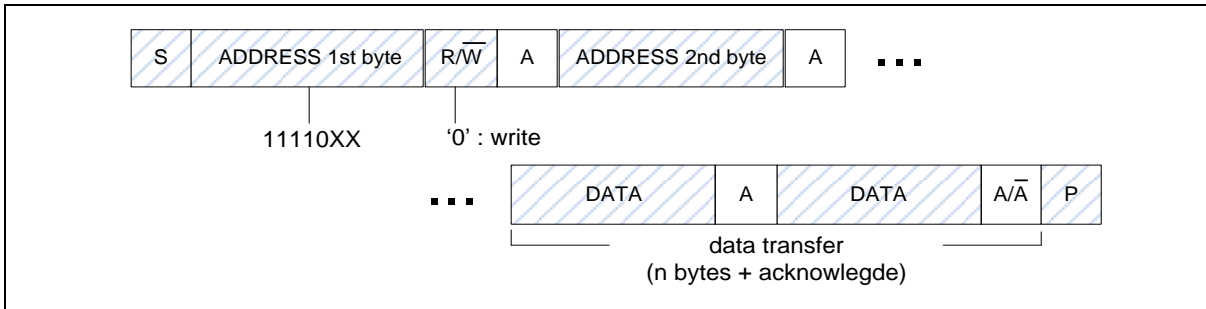 S ADDRESS 1st byte R/W̅ A ADDRESS 2nd byte A ...
11110XX '0' : write
... DATA A DATA A/A̅ P
data transfer
(n bytes + acknowlegde)